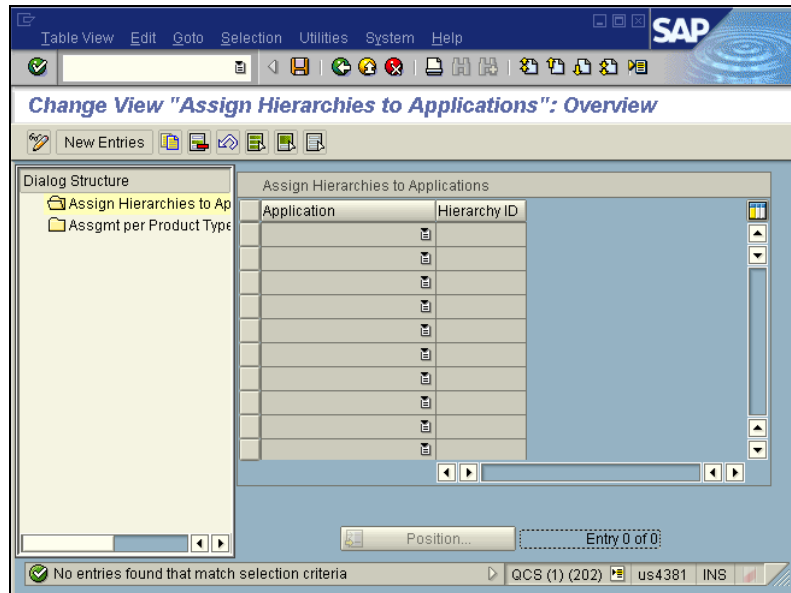 SAP
Table View Edit Goto Selection Utilities System Help
Change View "Assign Hierarchies to Applications": Overview
New Entries
Dialog Structure
Assign Hierarchies to Ap
Assgmt per Product Type
Assign Hierarchies to Applications
Application Hierarchy ID
Position... Entry 0 of 0
No entries found that match selection criteria QCS (1) (202) us4381 INS